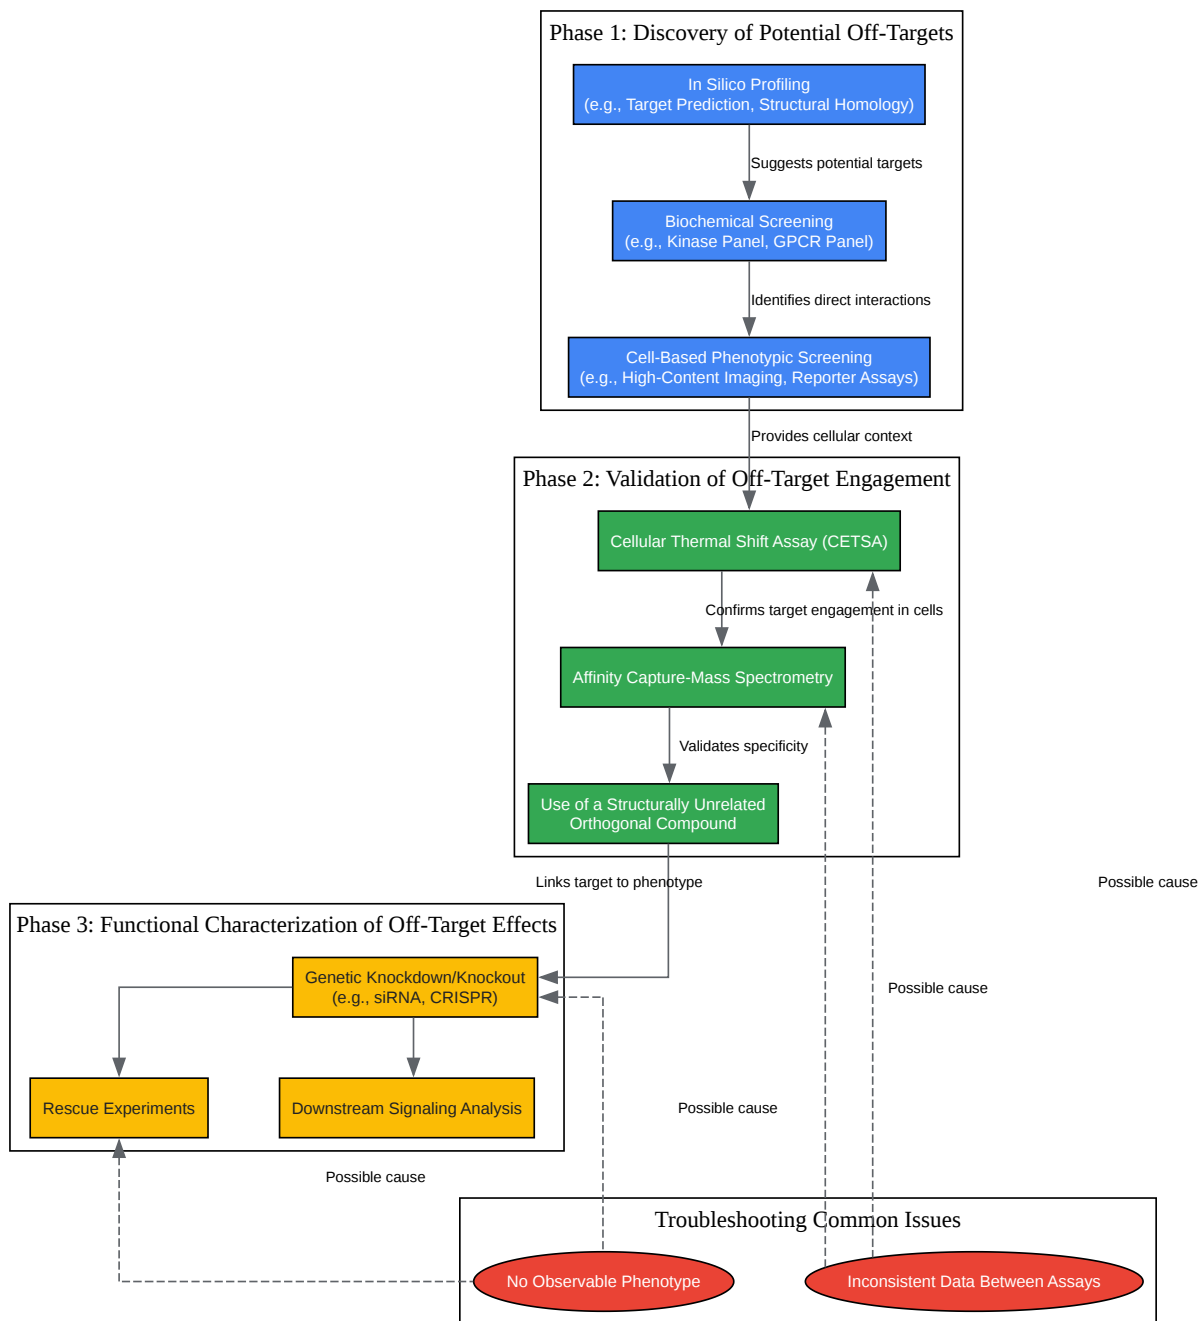 Phase 1: Discovery of Potential Off-Targets
In Silico Profiling
(e.g., Target Prediction, Structural Homology)
Suggests potential targets
Biochemical Screening
(e.g., Kinase Panel, GPCR Panel)
Identifies direct interactions
Cell-Based Phenotypic Screening
(e.g., High-Content Imaging, Reporter Assays)
Provides cellular context
Phase 2: Validation of Off-Target Engagement
Cellular Thermal Shift Assay (CETSA)
Confirms target engagement in cells
Affinity Capture-Mass Spectrometry
Validates specificity
Use of a Structurally Unrelated
Orthogonal Compound
Links target to phenotype
Possible cause
Phase 3: Functional Characterization of Off-Target Effects
Genetic Knockdown/Knockout
(e.g., siRNA, CRISPR)
Possible cause
Rescue Experiments
Downstream Signaling Analysis
Possible cause
Possible cause
Troubleshooting Common Issues
No Observable Phenotype
Inconsistent Data Between Assays